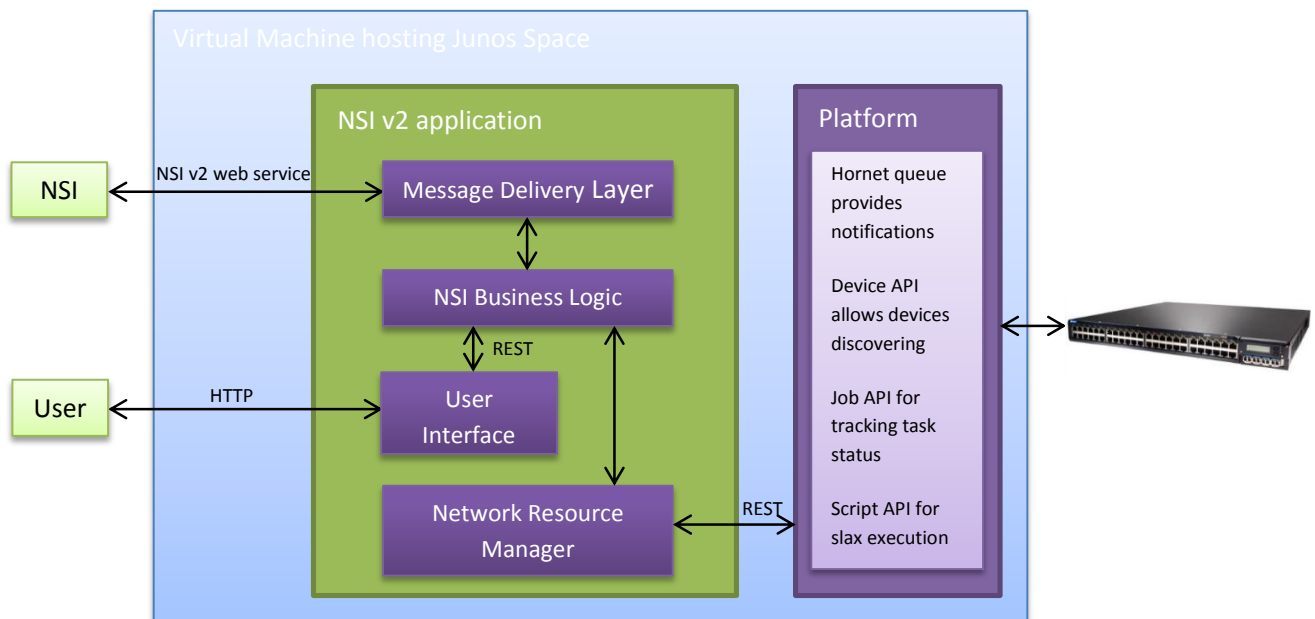 Virtual Machine hosting Junos Space
NSI v2 application
Platform
NSI
NSI v2 web service
Message Delivery Layer
NSI Business Logic
REST
User
HTTP
User
Interface
Network Resource
Manager
REST
Hornet queue
provides
notifications
Device API
allows devices
discovering
Job API for
tracking task
status
Script API for
slax execution